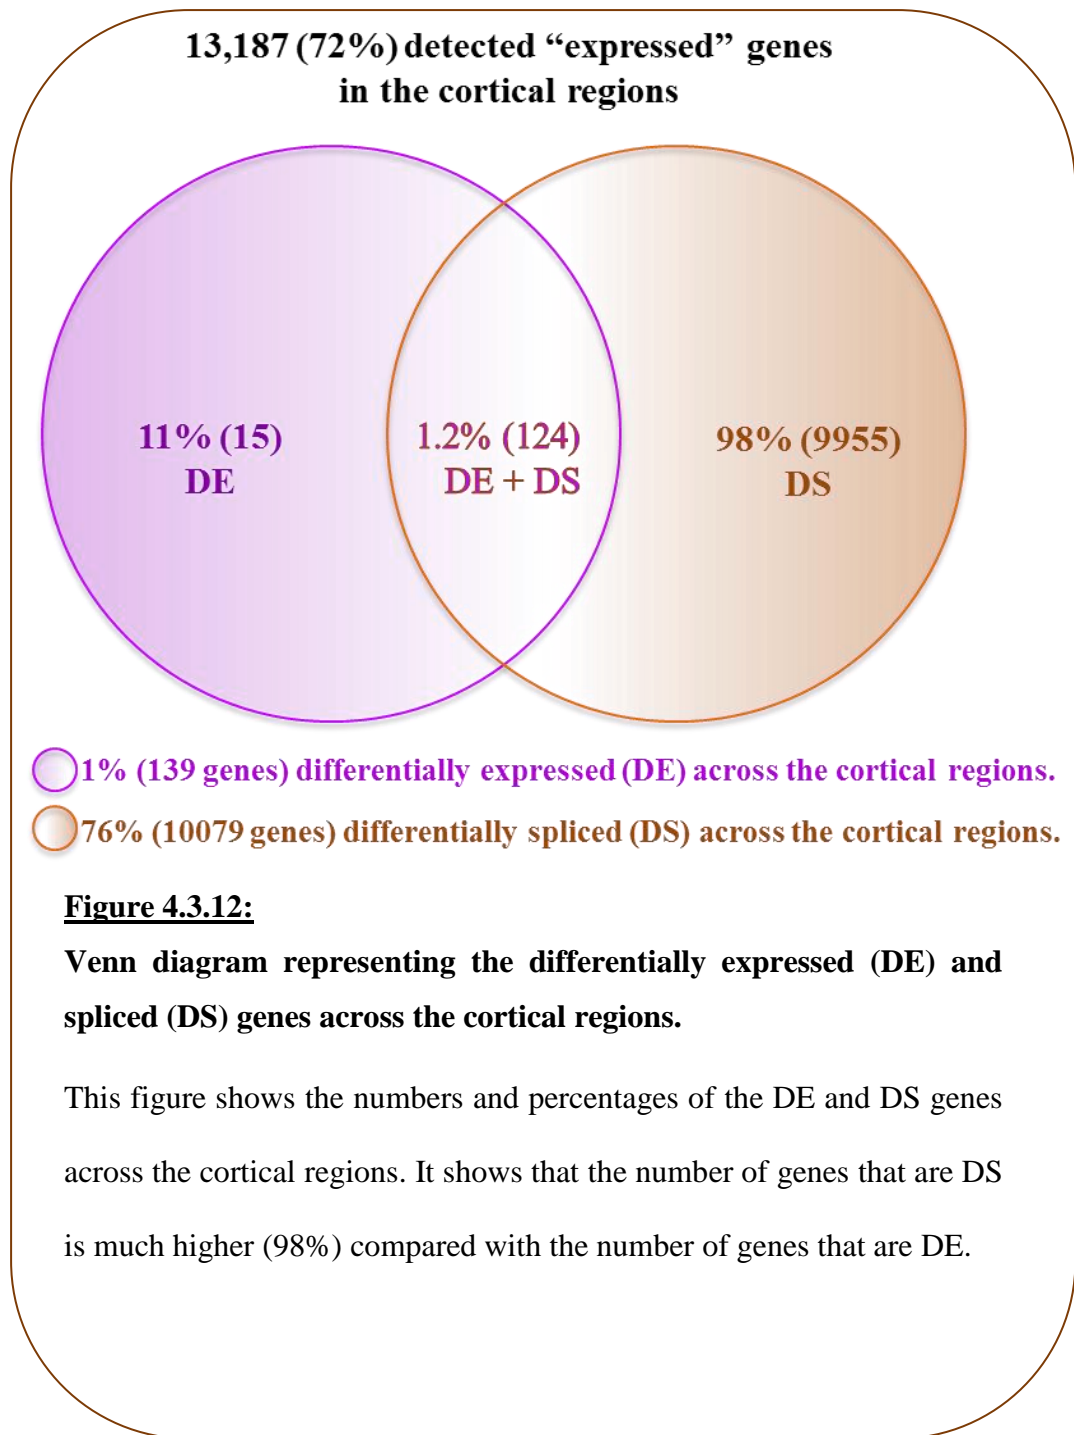 13,187 (72%) detected “expressed” genes
in the cortical regions
11% (15)
DE
1.2% (124)
DE + DS
98% (9955)
DS
1% (139 genes) differentially expressed (DE) across the cortical regions.
76% (10079 genes) differentially spliced (DS) across the cortical regions.
Figure 4.3.12:
Venn diagram representing the differentially expressed (DE) and
spliced (DS) genes across the cortical regions.
This figure shows the numbers and percentages of the DE and DS genes
across the cortical regions. It shows that the number of genes that are DS
is much higher (98%) compared with the number of genes that are DE.